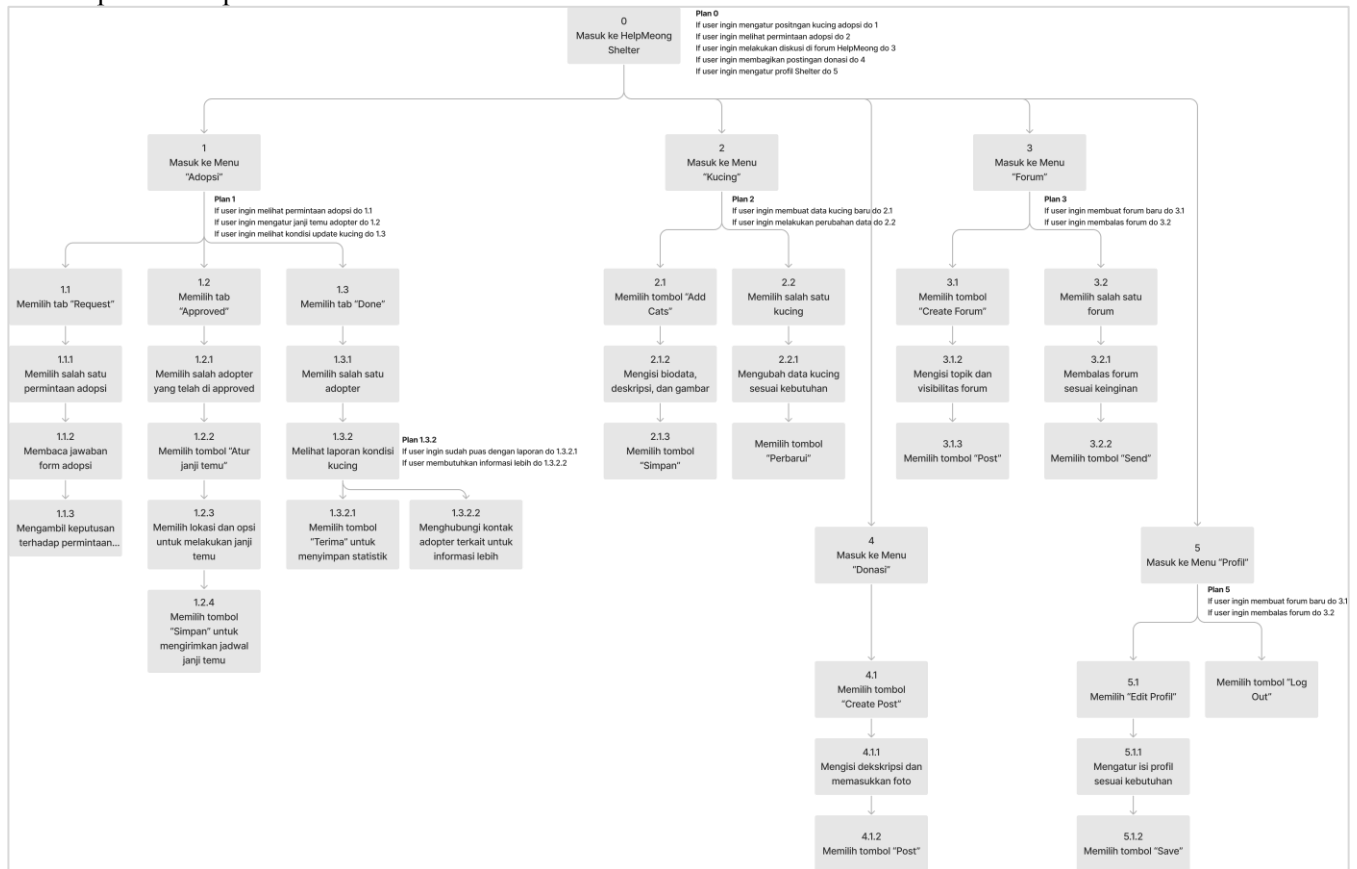 0
Masuk ke HelpMeong
Shelter
Plan 0
If user ingin mengatur positngan kucing adopsi do 1
If user ingin melihat permintaan adopsi do 2
If user ingin melakukan diskusi di forum HelpMeong do 3
If user ingin membagikan postingan donasi do 4
If user ingin mengatur profil Shelter do 5
1
Masuk ke Menu
"Adopsi"
Plan 1
If user ingin melihat permintaan adopsi do 1.1
If user ingin mengatur janji temu adopter do 1.2
If user ingin melihat kondisi update kucing do 1.3
1.1
Memilih tab "Request"
1.1.1
Memilih salah satu
permintaan adopsi
1.1.2
Membaca jawaban
form adopsi
1.1.3
Mengambil keputusan
terhadap permintaan...
1.2
Memilih tab
"Approved"
1.2.1
Memilih salah adopter
yang telah di approved
1.2.2
Memilih tombol "Atur
janji temu"
1.2.3
Memilih lokasi dan opsi
untuk melakukan janji
temu
1.2.4
Memilih tombol
"Simpan" untuk
mengirimkan jadwal
janji temu
1.3
Memilih tab "Done"
1.3.1
Memilih salah satu
adopter
1.3.2
Melihat laporan kondisi
kucing
Plan 1.3.2
If user ingin sudah puas dengan laporan do 1.3.2.1
If user membutuhkan informasi lebih do 1.3.2.2
1.3.2.1
Memilih tombol
"Terima" untuk
menyimpan statistik
1.3.2.2
Menghubungi kontak
adopter terkait untuk
informasi lebih
2
Masuk ke Menu
"Kucing"
Plan 2
If user ingin membuat data kucing baru do 2.1
If user ingin melakukan perubahan data do 2.2
2.1
Memilih tombol "Add
Cats"
2.1.2
Mengisi biodata,
deskripsi, dan gambar
2.1.3
Memilih tombol
"Simpan"
2.2
Memilih salah satu
kucing
2.2.1
Mengubah data kucing
sesuai kebutuhan
Memilih tombol
"Perbarui"
3
Masuk ke Menu
"Forum"
Plan 3
If user ingin membuat forum baru do 3.1
If user ingin membalas forum do 3.2
3.1
Memilih tombol
"Create Forum"
3.1.2
Mengisi topik dan
visibilitas forum
3.1.3
Memilih tombol "Post"
3.2
Memilih salah satu
forum
3.2.1
Membalas forum
sesuai keinginan
3.2.2
Memilih tombol "Send"
4
Masuk ke Menu
"Donasi"
4.1
Memilih tombol
"Create Post"
4.1.1
Mengisi dekskripsi dan
memasukkan foto
4.1.2
Memilih tombol "Post"
5
Masuk ke Menu "Profil"
Plan 5
If user ingin membuat forum baru do 3.1
If user ingin membalas forum do 3.2
5.1
Memilih "Edit Profil"
5.1.1
Mengatur isi profil
sesuai kebutuhan
5.1.2
Memilih tombol "Save"
Memilih tombol "Log
Out"